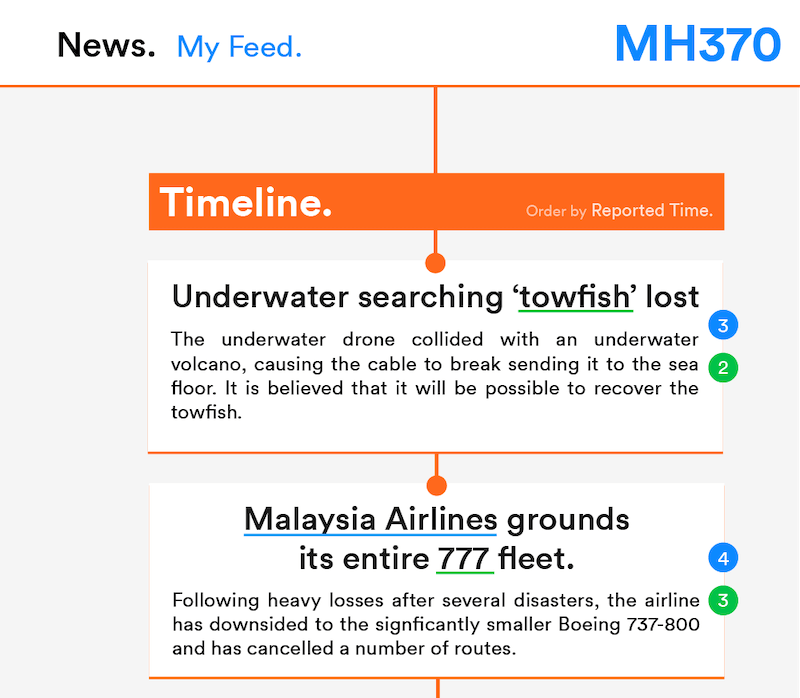 News. My Feed. MH370
Timeline. Order by Reported Time.
Underwater searching ‘towfish’ lost
3
The underwater drone collided with an underwater
volcano, causing the cable to break sending it to the sea
2
floor. It is believed that it will be possible to recover the
towfish.
Malaysia Airlines grounds
its entire 777 fleet.
4
Following heavy losses after several disasters, the airline
3
has downsided to the signficantly smaller Boeing 737-800
and has cancelled a number of routes.